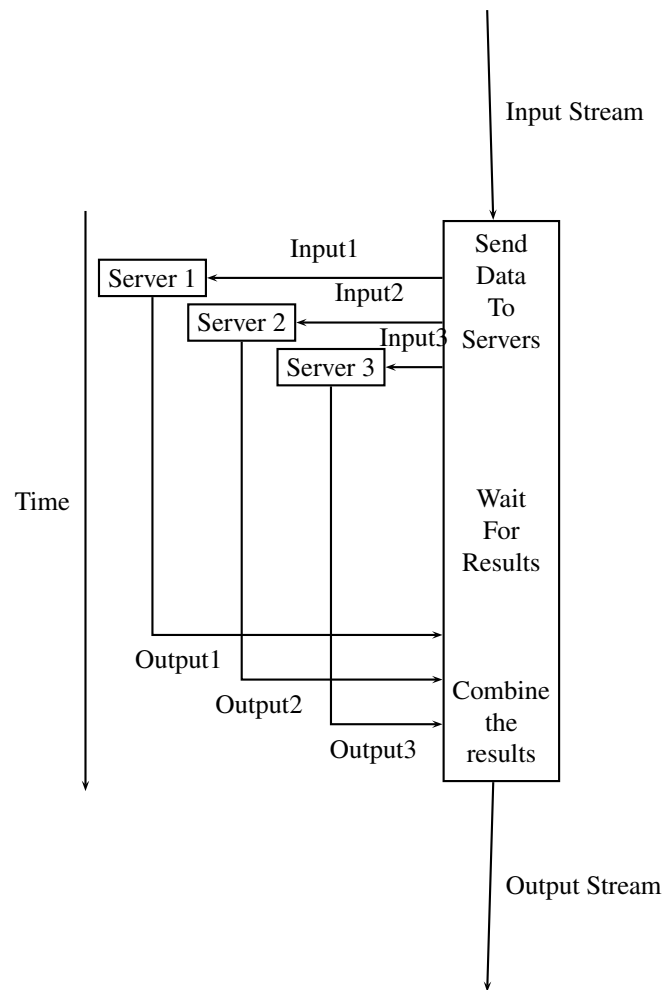 Input Stream
Send
Data
To
Servers
Input1
Server 1
Input2
Server 2
Input3
Server 3
Time
Wait
For
Results
Output1
Output2
Output3
Combine
the
results
Output Stream